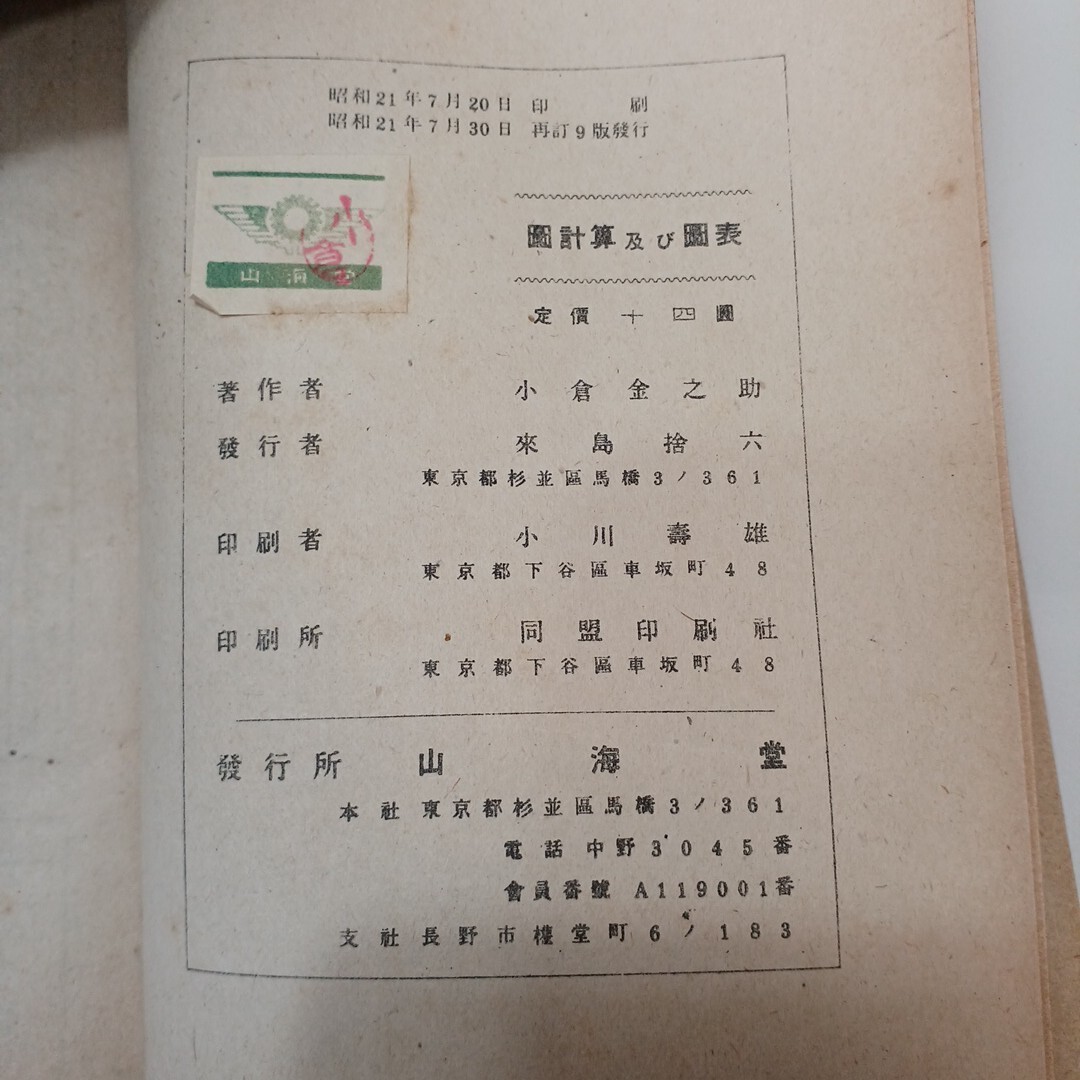 昭和21年7月20日 印刷
昭和21年7月30日 再訂9版發行
山海堂
小倉
圖計算及び圖表
定價 十四圓
著作者 小倉金之助
發行者 來島捨六
東京都杉並區馬橋3ノ361
印刷者 小川壽雄
東京都下谷區車坂町48
印刷所 同盟印刷社
東京都下谷區車坂町48
發行所 山海堂
本社 東京都杉並區馬橋3ノ361
電話 中野3045番
會員番號 A119001番
支社 長野市權堂町6ノ183